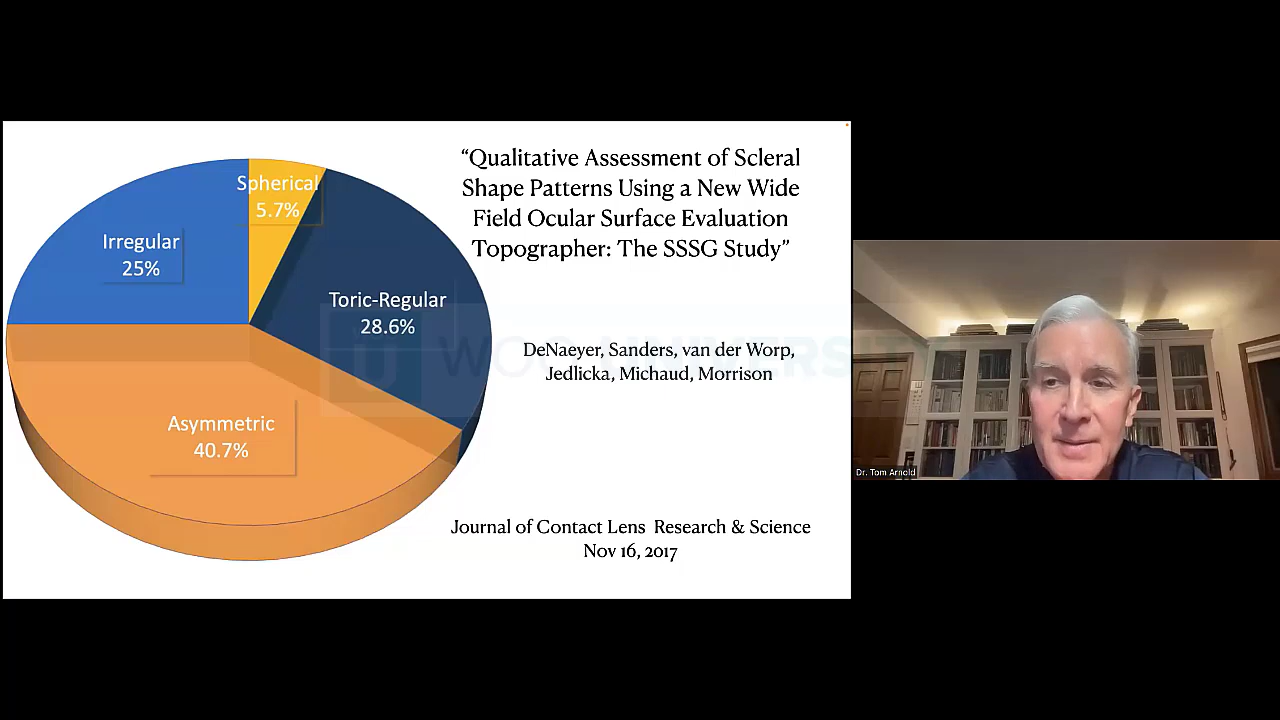 “Qualitative Assessment of Scleral
Shape Patterns Using a New Wide
Field Ocular Surface Evaluation
Topographer: The SSSG Study”
Spherical
5.7%
Irregular
25%
Toric-Regular
28.6%
Asymmetric
40.7%
DeNaeyer, Sanders, van der Worp,
Jedlicka, Michaud, Morrison
Journal of Contact Lens Research & Science
Nov 16, 2017
Dr. Tom Arnold